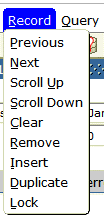 Record Query
Previous
Next
Scroll Up
Scroll Down
Clear
Remove
Insert
Duplicate
Lock